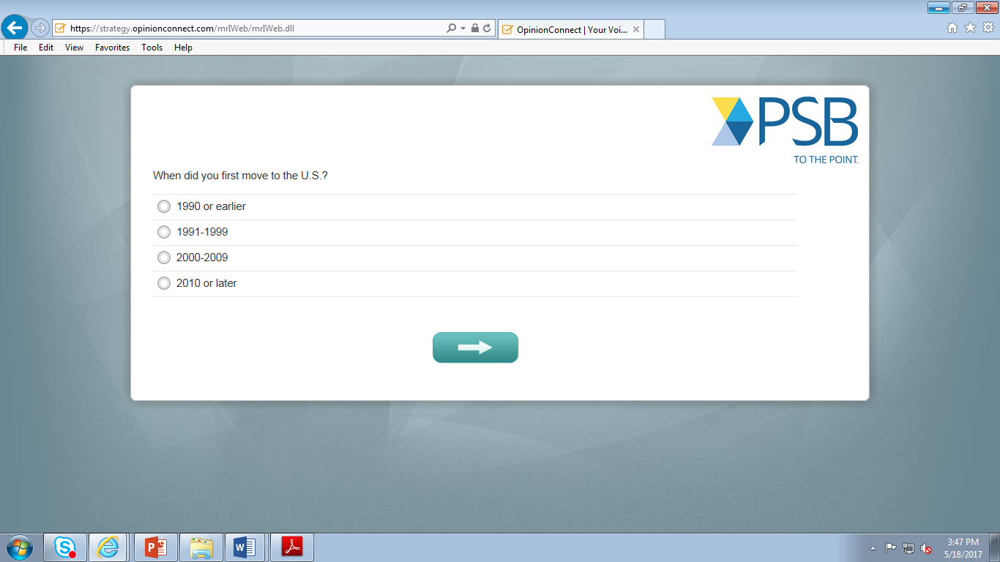 https://strategy.opinionconnect.com/mrIWeb/mrIWeb.dll
OpinionConnect | Your Voi...
File Edit View Favorites Tools Help
PSB
TO THE POINT.
When did you first move to the U.S.?
1990 or earlier
1991-1999
2000-2009
2010 or later
3:47 PM
5/18/2017